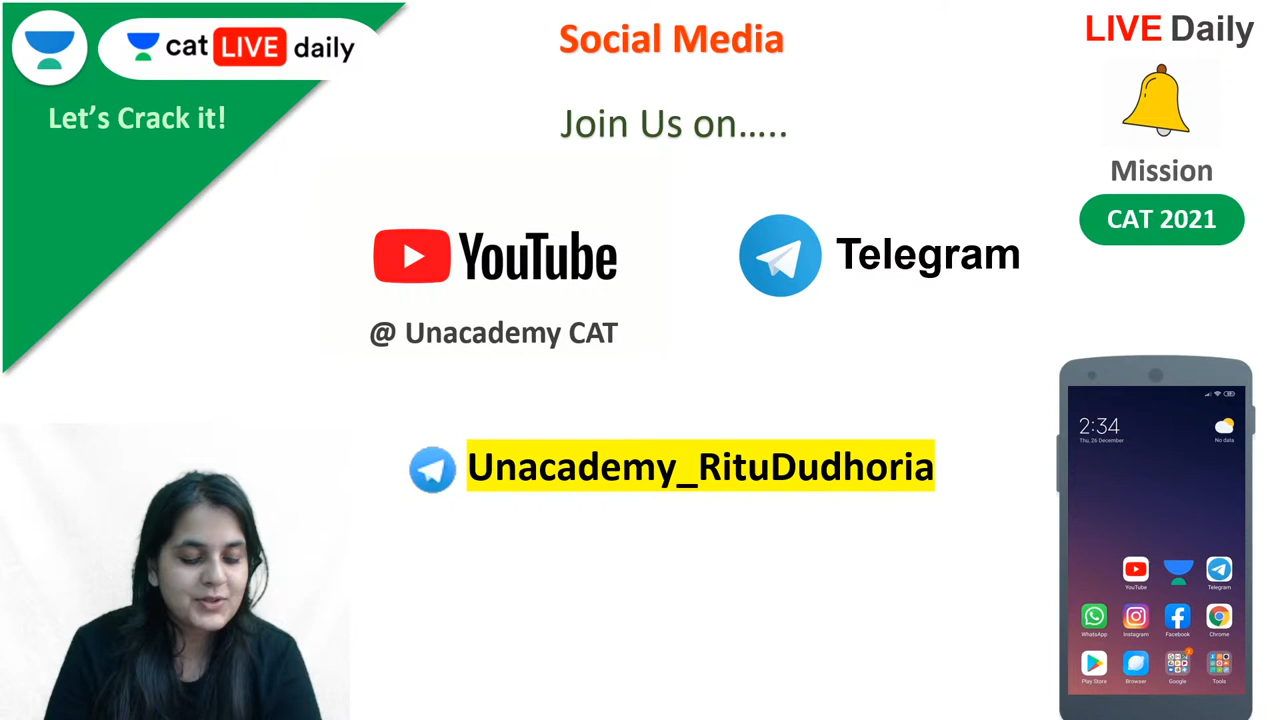 cat LIVE daily
Let's Crack it!
Social Media
Join Us on.....
YouTube
@ Unacademy CAT
Telegram
Unacademy_RituDudhoria
LIVE Daily
Mission
CAT 2021
2:34
Thu, 26 December
No data
YouTube
Telegram
WhatsApp
Instagram
Facebook
Chrome
Play Store
Browser
Google
Tools